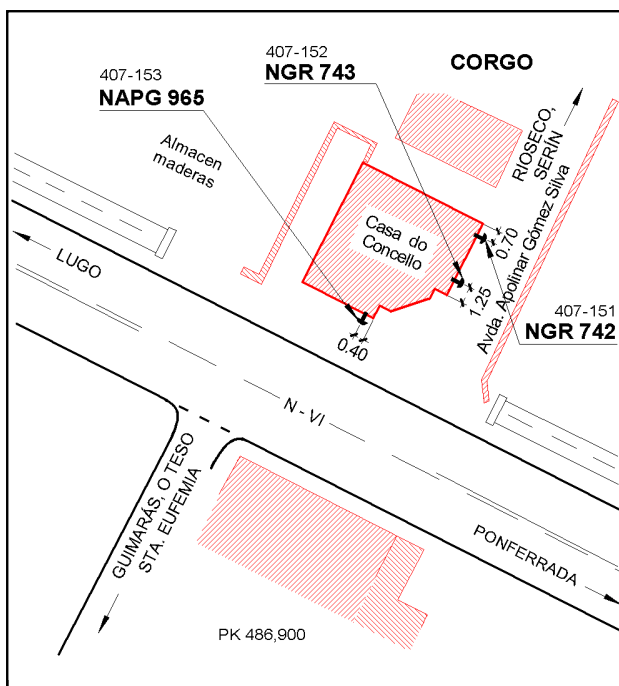 407-152
NGR 743
CORGO
407-153
NAPG 965
Almacen
maderas
RIOSECO,
SERÍN
Avda. Apolinar Gómez Silva
Casa do
Concello
0.70
1.25
407-151
NGR 742
0.40
LUGO
N - VI
GUIMARÁS, O TESO
STA. EUFEMIA
PONFERRADA
PK 486,900